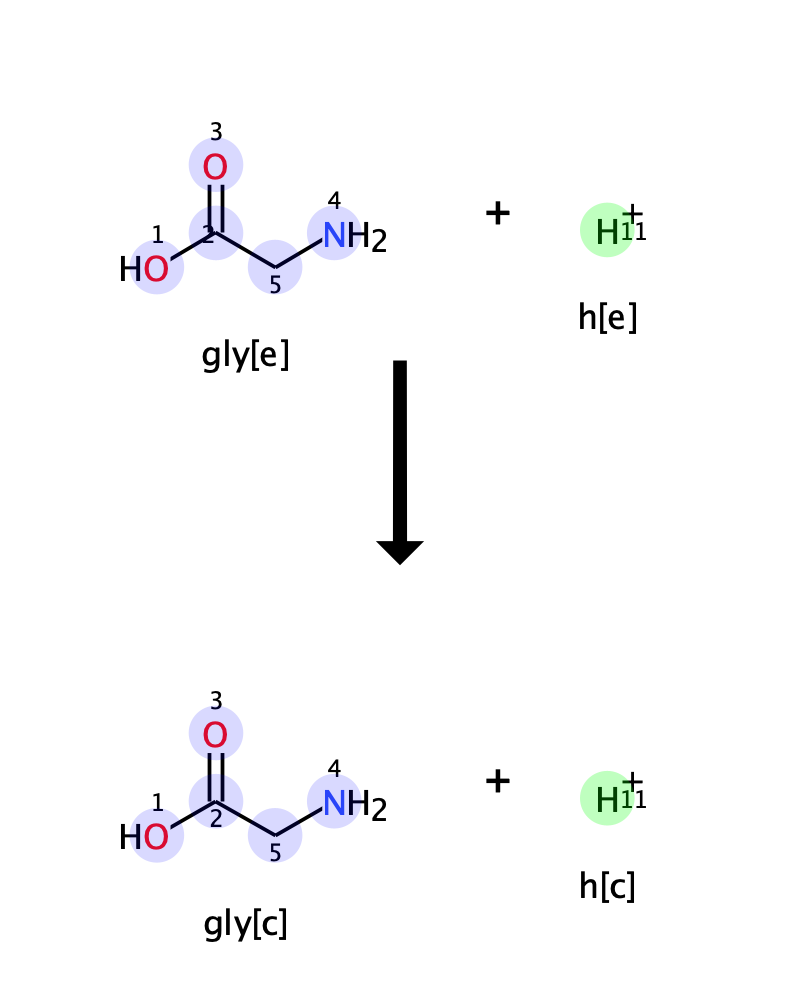 3
O
4
1 2 NH2 + H+ 11
HO 5
h[e]
gly[e]
3
O
4
1 2 NH2 + H+ 11
HO 5
h[c]
gly[c]